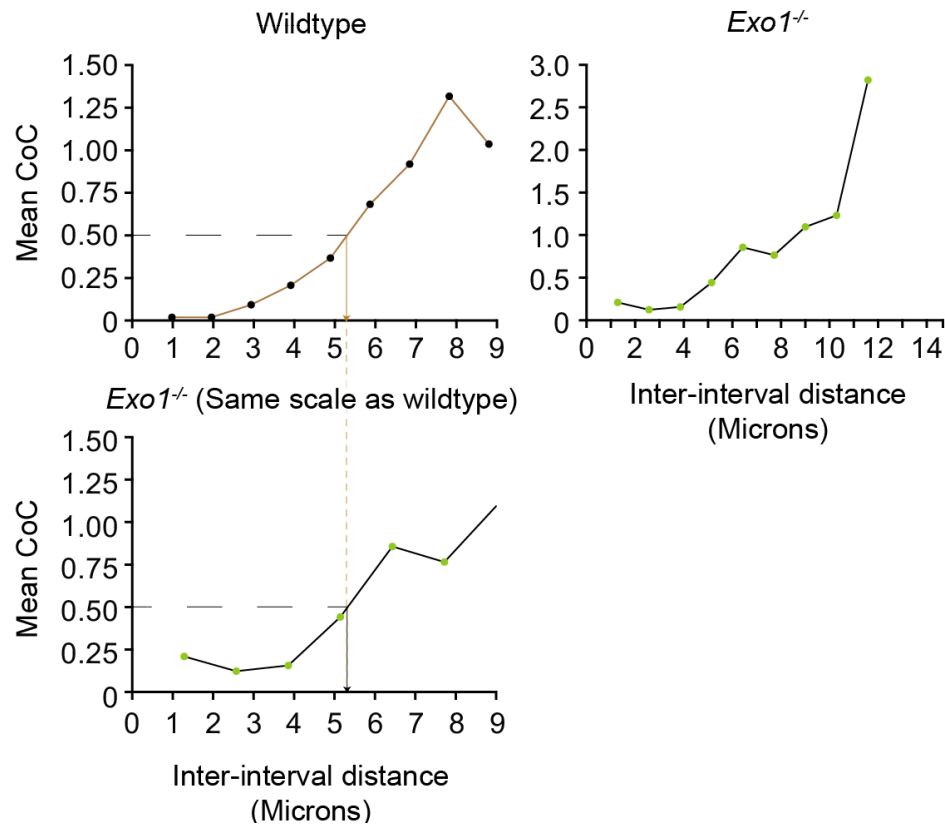 Wildtype
Mean CoC
1.50
1.25
1.00
0.75
0.50
0.25
0
0 1 2 3 4 5 6 7 8 9
Exo1-/-
3.0
2.5
2.0
1.5
1.0
0.5
0
0 2 4 6 8 10 12 14
Inter-interval distance
(Microns)
Exo1-/- (Same scale as wildtype)
Mean CoC
1.50
1.25
1.00
0.75
0.50
0.25
0
0 1 2 3 4 5 6 7 8 9
Inter-interval distance
(Microns)